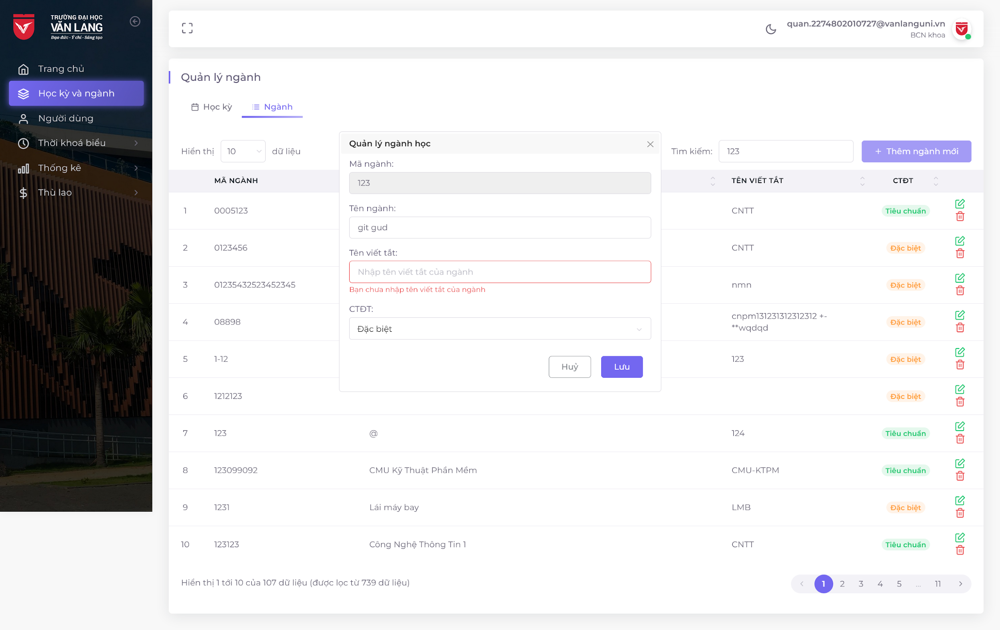 TRƯỜNG ĐẠI HỌC
VĂN LANG
Đạo đức - Ý chí - Sáng tạo
Trang chủ
Học kỳ và ngành
Người dùng
Thời khoá biểu
Thống kê
Thù lao
quan.2274802010727@vanlanguni.vn
BCN khoa
Quản lý ngành
Học kỳ
Ngành
Hiển thị 10 dữ liệu
Tìm kiếm: 123
+ Thêm ngành mới
MÃ NGÀNH TÊN VIẾT TẮT CTĐT
1 0005123 CNTT Tiêu chuẩn
2 0123456 CNTT Đặc biệt
3 01235432523452345 nmn Đặc biệt
4 08898 cnpm131231312312312 +-
**wqdqd Đặc biệt
5 1-12 123 Đặc biệt
6 1212123 Đặc biệt
7 123 @ 124 Tiêu chuẩn
8 123099092 CMU Kỹ Thuật Phần Mềm CMU-KTPM Tiêu chuẩn
9 1231 Lái máy bay LMB Đặc biệt
10 123123 Công Nghệ Thông Tin 1 CNTT Tiêu chuẩn
Quản lý ngành học
Mã ngành:
123
Tên ngành:
git gud
Tên viết tắt:
Nhập tên viết tắt của ngành
Bạn chưa nhập tên viết tắt của ngành
CTĐT:
Đặc biệt
Huỷ Lưu
Hiển thị 1 tới 10 của 107 dữ liệu (được lọc từ 739 dữ liệu)
1 2 3 4 5 ... 11